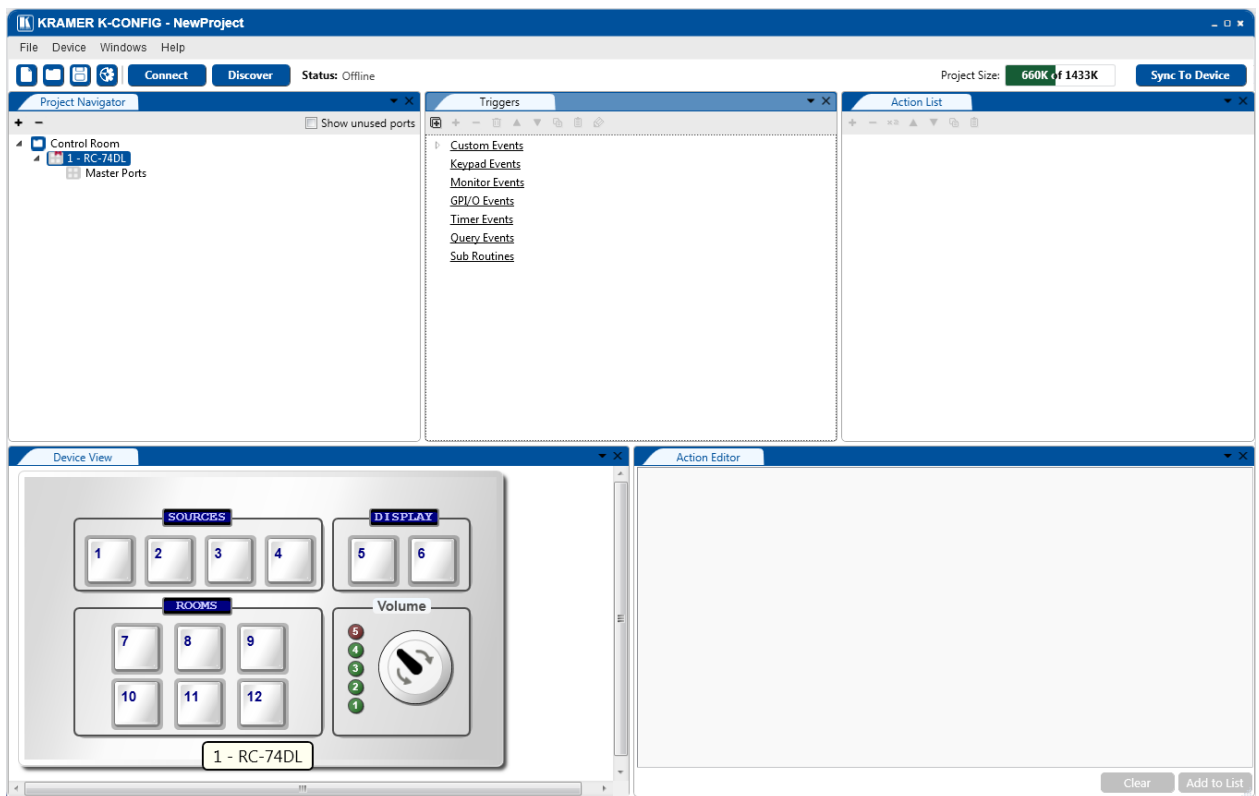 KRAMER K-CONFIG - NewProject
File Device Windows Help
Connect Discover Status: Offline Project Size: 660K of 1433K Sync To Device
Project Navigator
Show unused ports
Control Room
1 - RC-74DL
Master Ports
Triggers
Custom Events
Keypad Events
Monitor Events
GPI/O Events
Timer Events
Query Events
Sub Routines
Action List
Device View
SOURCES
1 2 3 4
DISPLAY
5 6
ROOMS
7 8 9
10 11 12
Volume
5
4
3
2
1
1 - RC-74DL
Action Editor
Clear Add to List